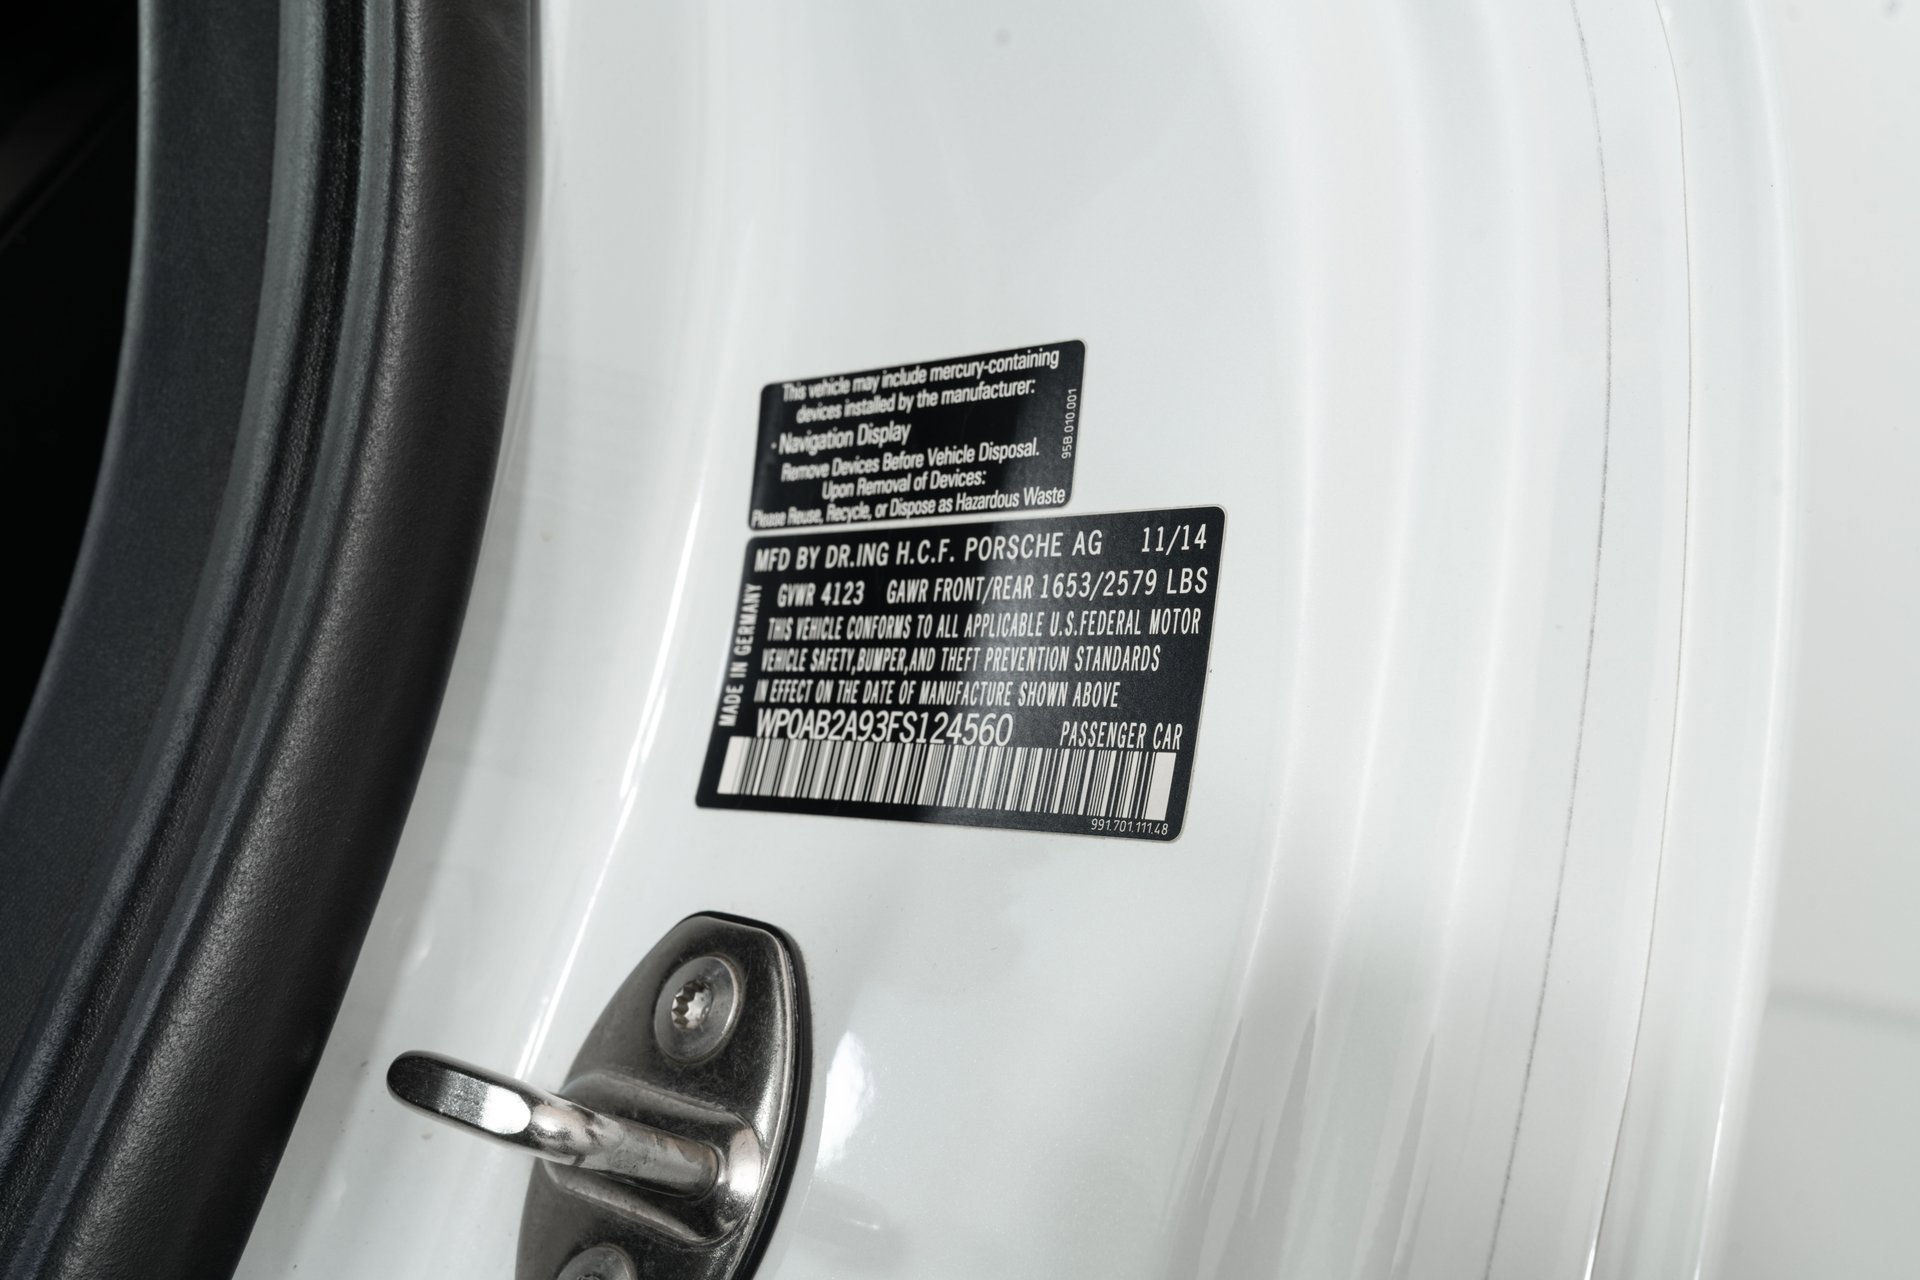 This vehicle may include mercury-containing
devices installed by the manufacturer:
- Navigation Display
Remove Devices Before Vehicle Disposal.
Upon Removal of Devices:
Please Reuse, Recycle, or Dispose as Hazardous Waste
95B.010.001
MFD BY DR.ING H.C.F. PORSCHE AG 11/14
GVWR 4123 GAWR FRONT/REAR 1653/2579 LBS
THIS VEHICLE CONFORMS TO ALL APPLICABLE U.S.FEDERAL MOTOR
VEHICLE SAFETY,BUMPER,AND THEFT PREVENTION STANDARDS
IN EFFECT ON THE DATE OF MANUFACTURE SHOWN ABOVE
WP0AB2A93FS124560 PASSENGER CAR
MADE IN GERMANY
991.701.111.48